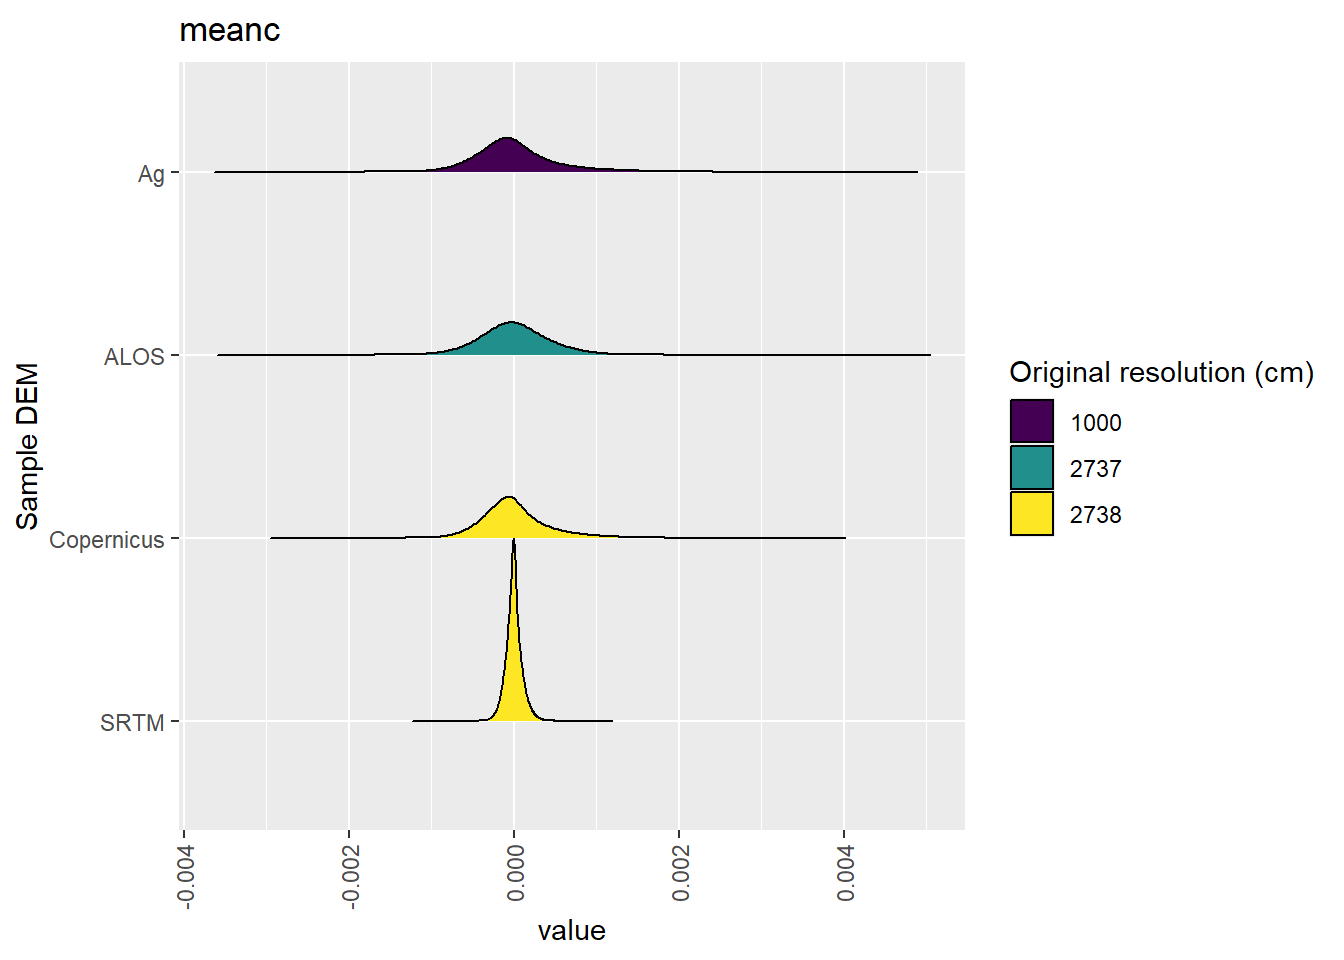 meanc
Sample DEM
Ag
ALOS
Copernicus
SRTM
-0.004
-0.002
0.000
0.002
0.004
value
Original resolution (cm)
1000
2737
2738